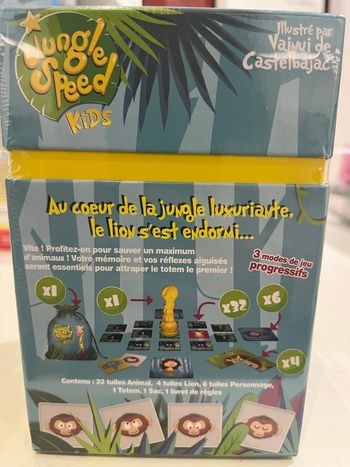 Jungle
Speed
KiDS
Illustré par
Vainui de
Castelbajac
Au coeur de la jungle luxuriante,
le lion s'est endormi...
Vite ! Profitez-en pour sauver un maximum
d'animaux ! Votre mémoire et vos réflexes aiguisés
seront essentiels pour attraper le totem le premier !
3 modes de jeu
progressifs
x1
x1
x32
x6
x4
Contenu : 32 tuiles Animal, 4 tuiles Lion, 6 tuiles Personnage,
1 Totem, 1 Sac, 1 livret de règles